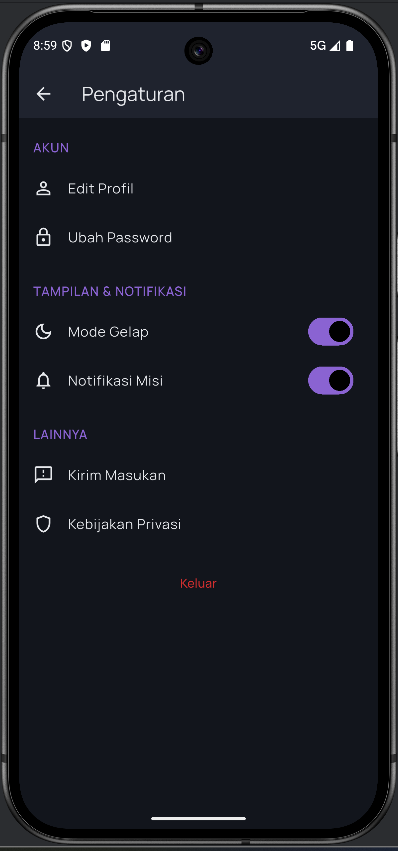 8:59
5G
Pengaturan
AKUN
Edit Profil
Ubah Password
TAMPILAN & NOTIFIKASI
Mode Gelap
Notifikasi Misi
LAINNYA
Kirim Masukan
Kebijakan Privasi
Keluar